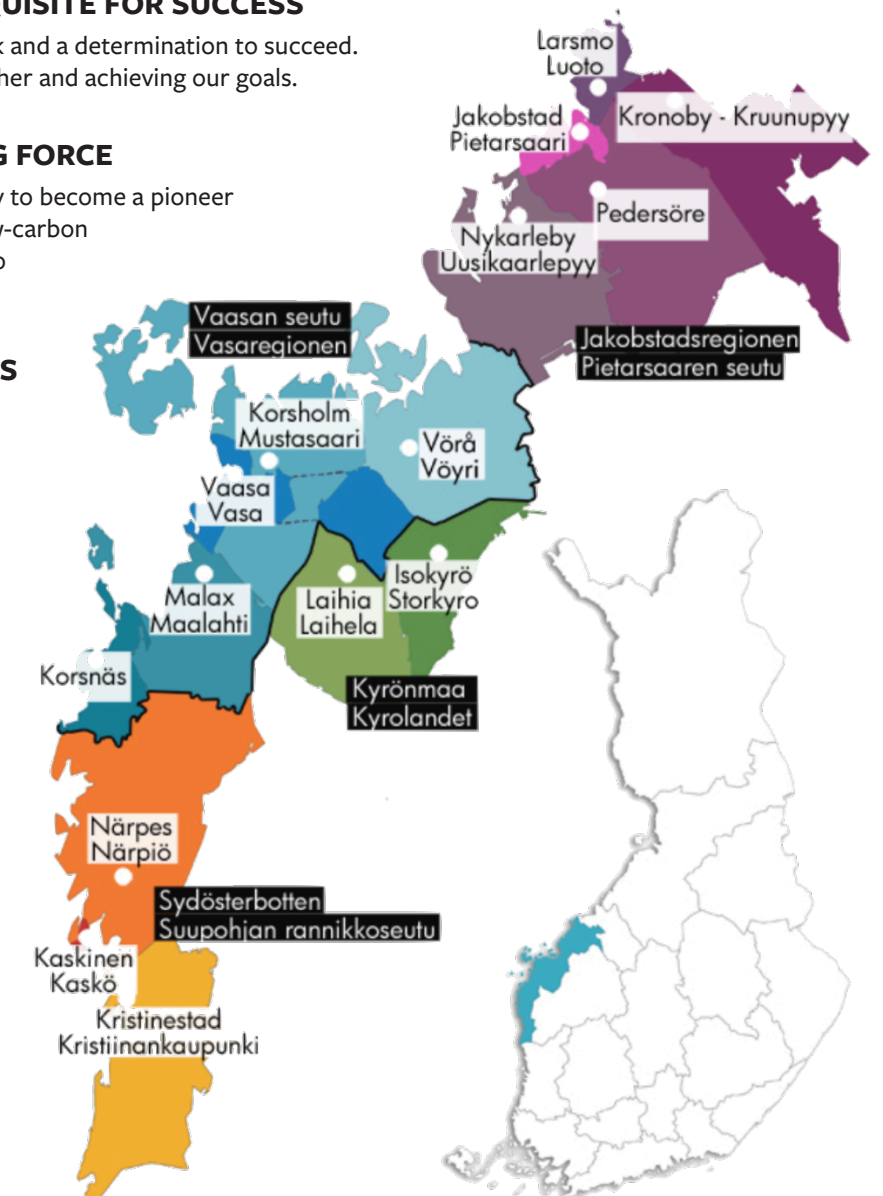 QUISITE FOR SUCCESS
and a determination to succeed.
her and achieving our goals.
G FORCE
to become a pioneer
-carbon
S
Larsmo
Luoto
Jakobstad
Pietarsaari
Kronoby - Kruunupyy
Pedersöre
Nykarleby
Uusikaarlepyy
Jakobstadsregionen
Pietarsaaren seutu
Vaasan seutu
Vasaregionen
Korsholm
Mustasaari
Vörå
Vöyri
Vaasa
Vasa
Malax
Maalahti
Laihia
Laihela
Isokyrö
Storkyro
Korsnäs
Kyrönmaa
Kyrolandet
Närpes
Närpiö
Sydösterbotten
Suupohjan rannikkoseutu
Kaskinen
Kaskö
Kristinestad
Kristiinankaupunki